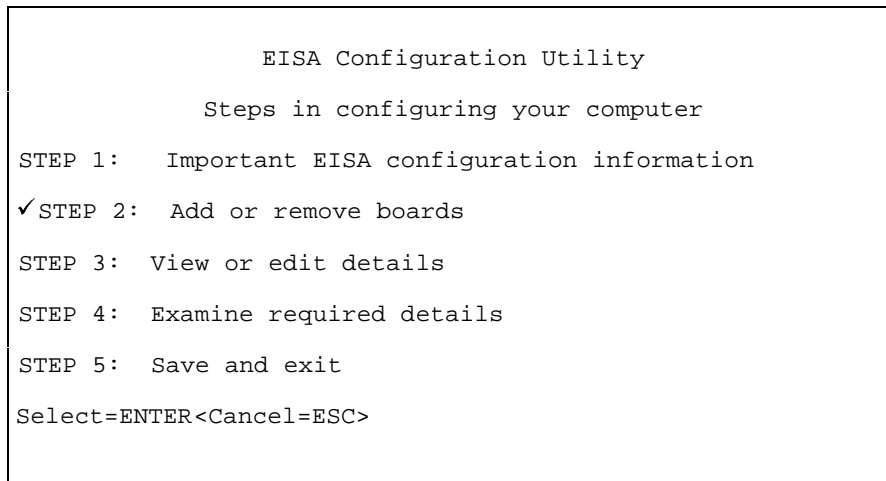 EISA Configuration Utility
Steps in configuring your computer
STEP 1: Important EISA configuration information
✓STEP 2: Add or remove boards
STEP 3: View or edit details
STEP 4: Examine required details
STEP 5: Save and exit
Select=ENTER<Cancel=ESC>